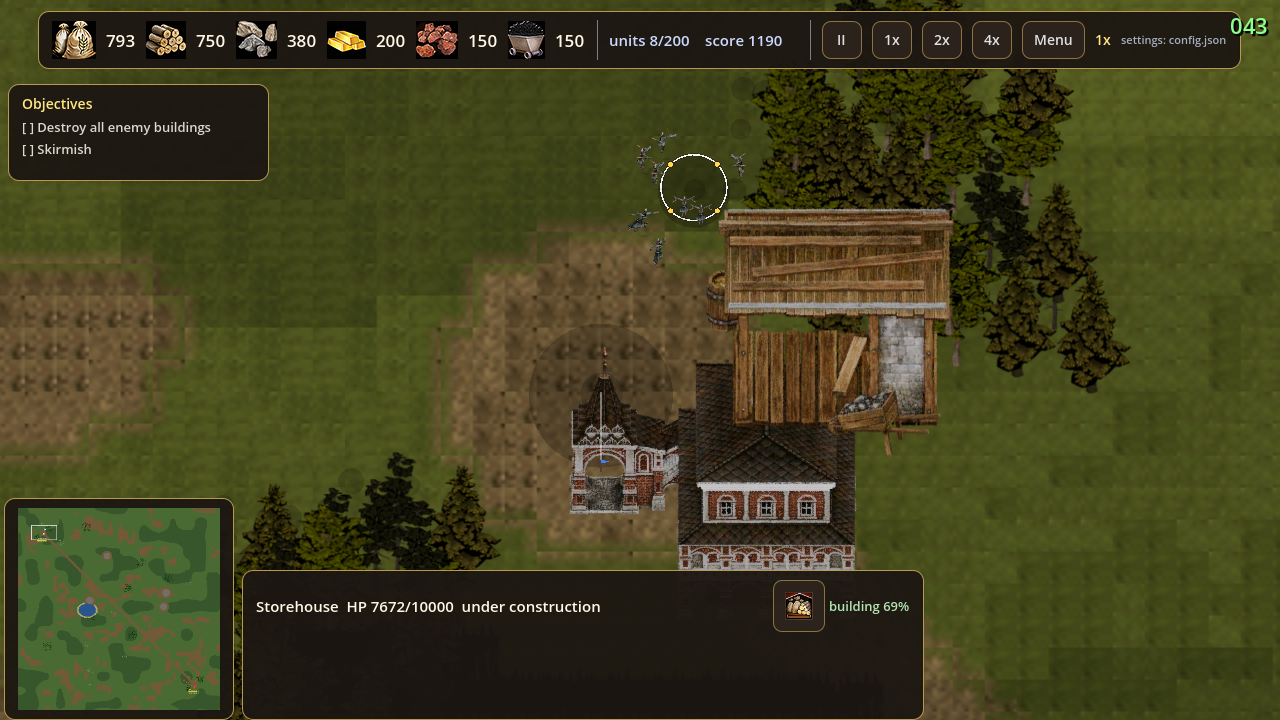 793 750 380 200 150 150 units 8/200 score 1190 II 1x 2x 4x Menu 1x settings: config.json 043
Objectives
[ ] Destroy all enemy buildings
[ ] Skirmish
Storehouse HP 7672/10000 under construction building 69%